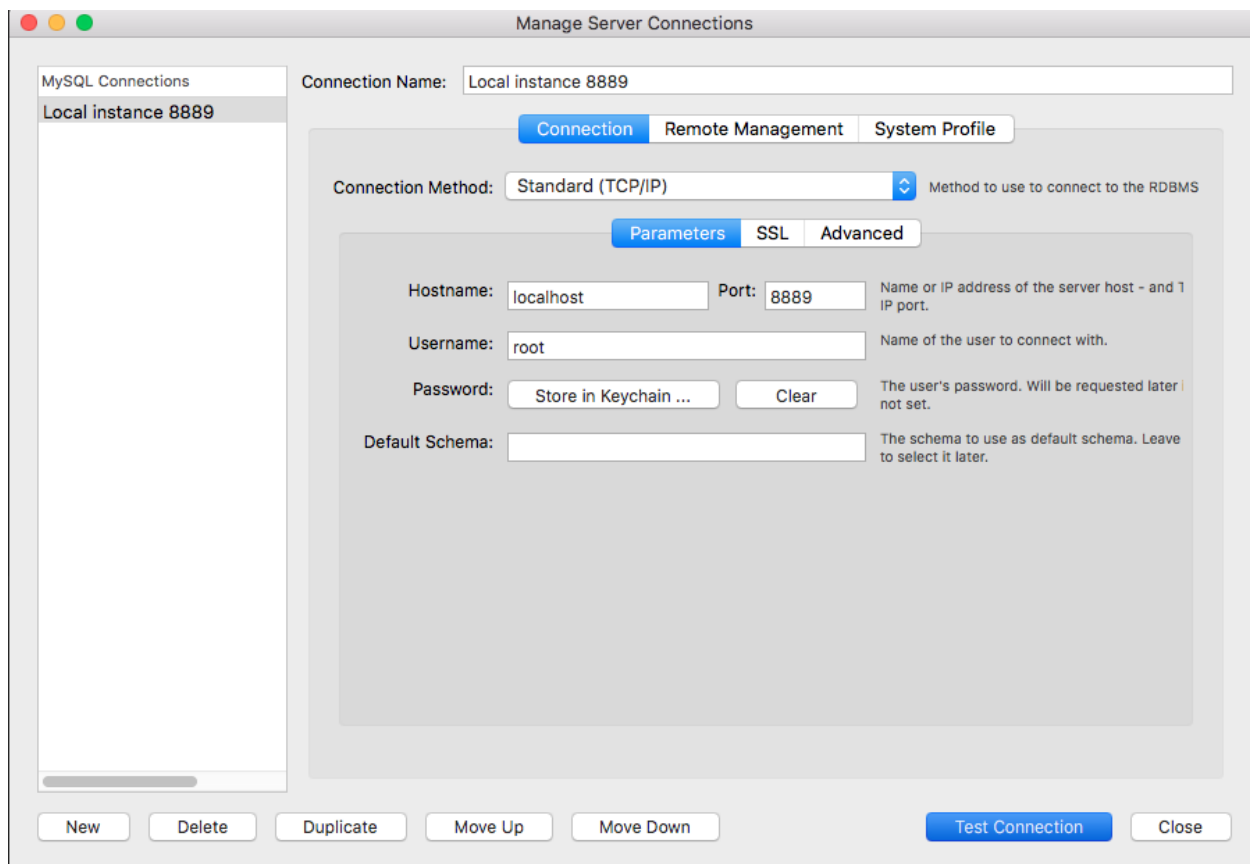 Manage Server Connections
MySQL Connections
Local instance 8889
Connection Name: Local instance 8889
Connection Remote Management System Profile
Connection Method: Standard (TCP/IP) Method to use to connect to the RDBMS
Parameters SSL Advanced
Hostname: localhost Port: 8889 Name or IP address of the server host - and
IP port.
Username: root Name of the user to connect with.
Password: Store in Keychain ... Clear The user's password. Will be requested later
not set.
Default Schema: The schema to use as default schema. Leave
to select it later.
New Delete Duplicate Move Up Move Down Test Connection Close